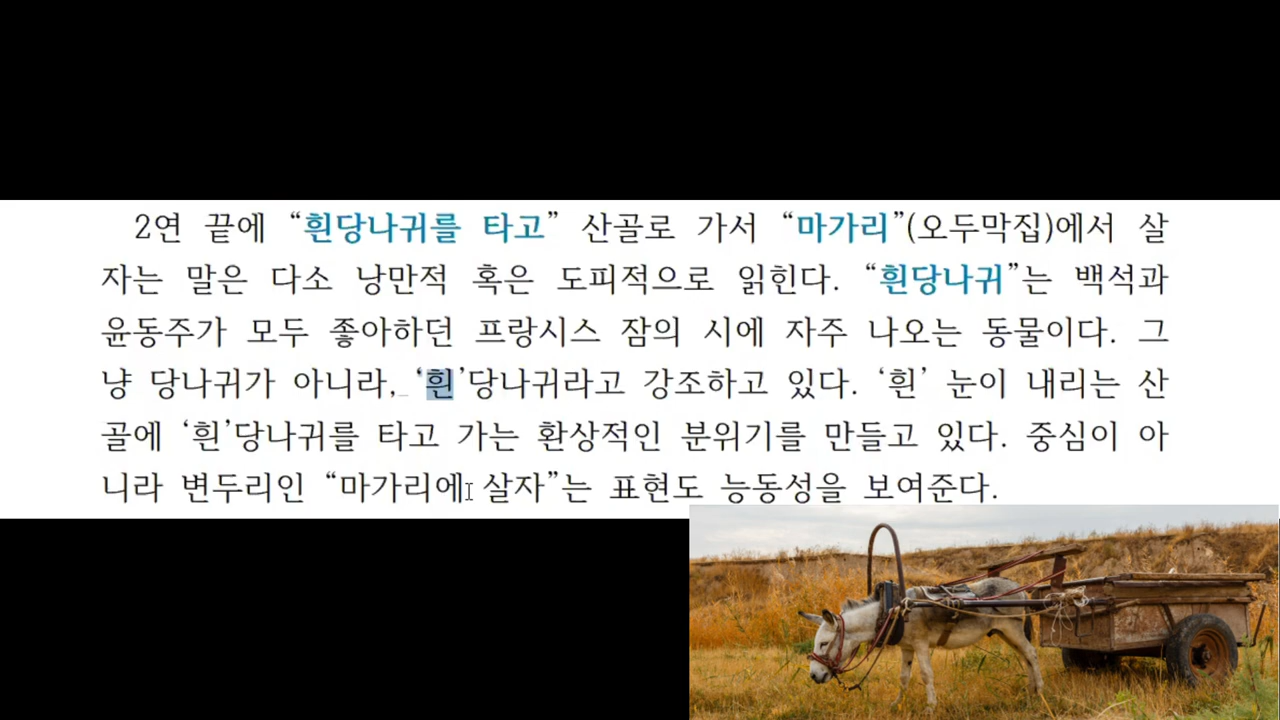 2연 끝에 “흰당나귀를 타고” 산골로 가서 “마가리”(오두막집)에서 살
자는 말은 다소 낭만적 혹은 도피적으로 읽힌다. “흰당나귀”는 백석과
윤동주가 모두 좋아하던 프랑시스 잠의 시에 자주 나오는 동물이다. 그
냥 당나귀가 아니라, ‘흰’당나귀라고 강조하고 있다. ‘흰’ 눈이 내리는 산
골에 ‘흰’당나귀를 타고 가는 환상적인 분위기를 만들고 있다. 중심이 아
니라 변두리인 “마가리에 살자”는 표현도 능동성을 보여준다.